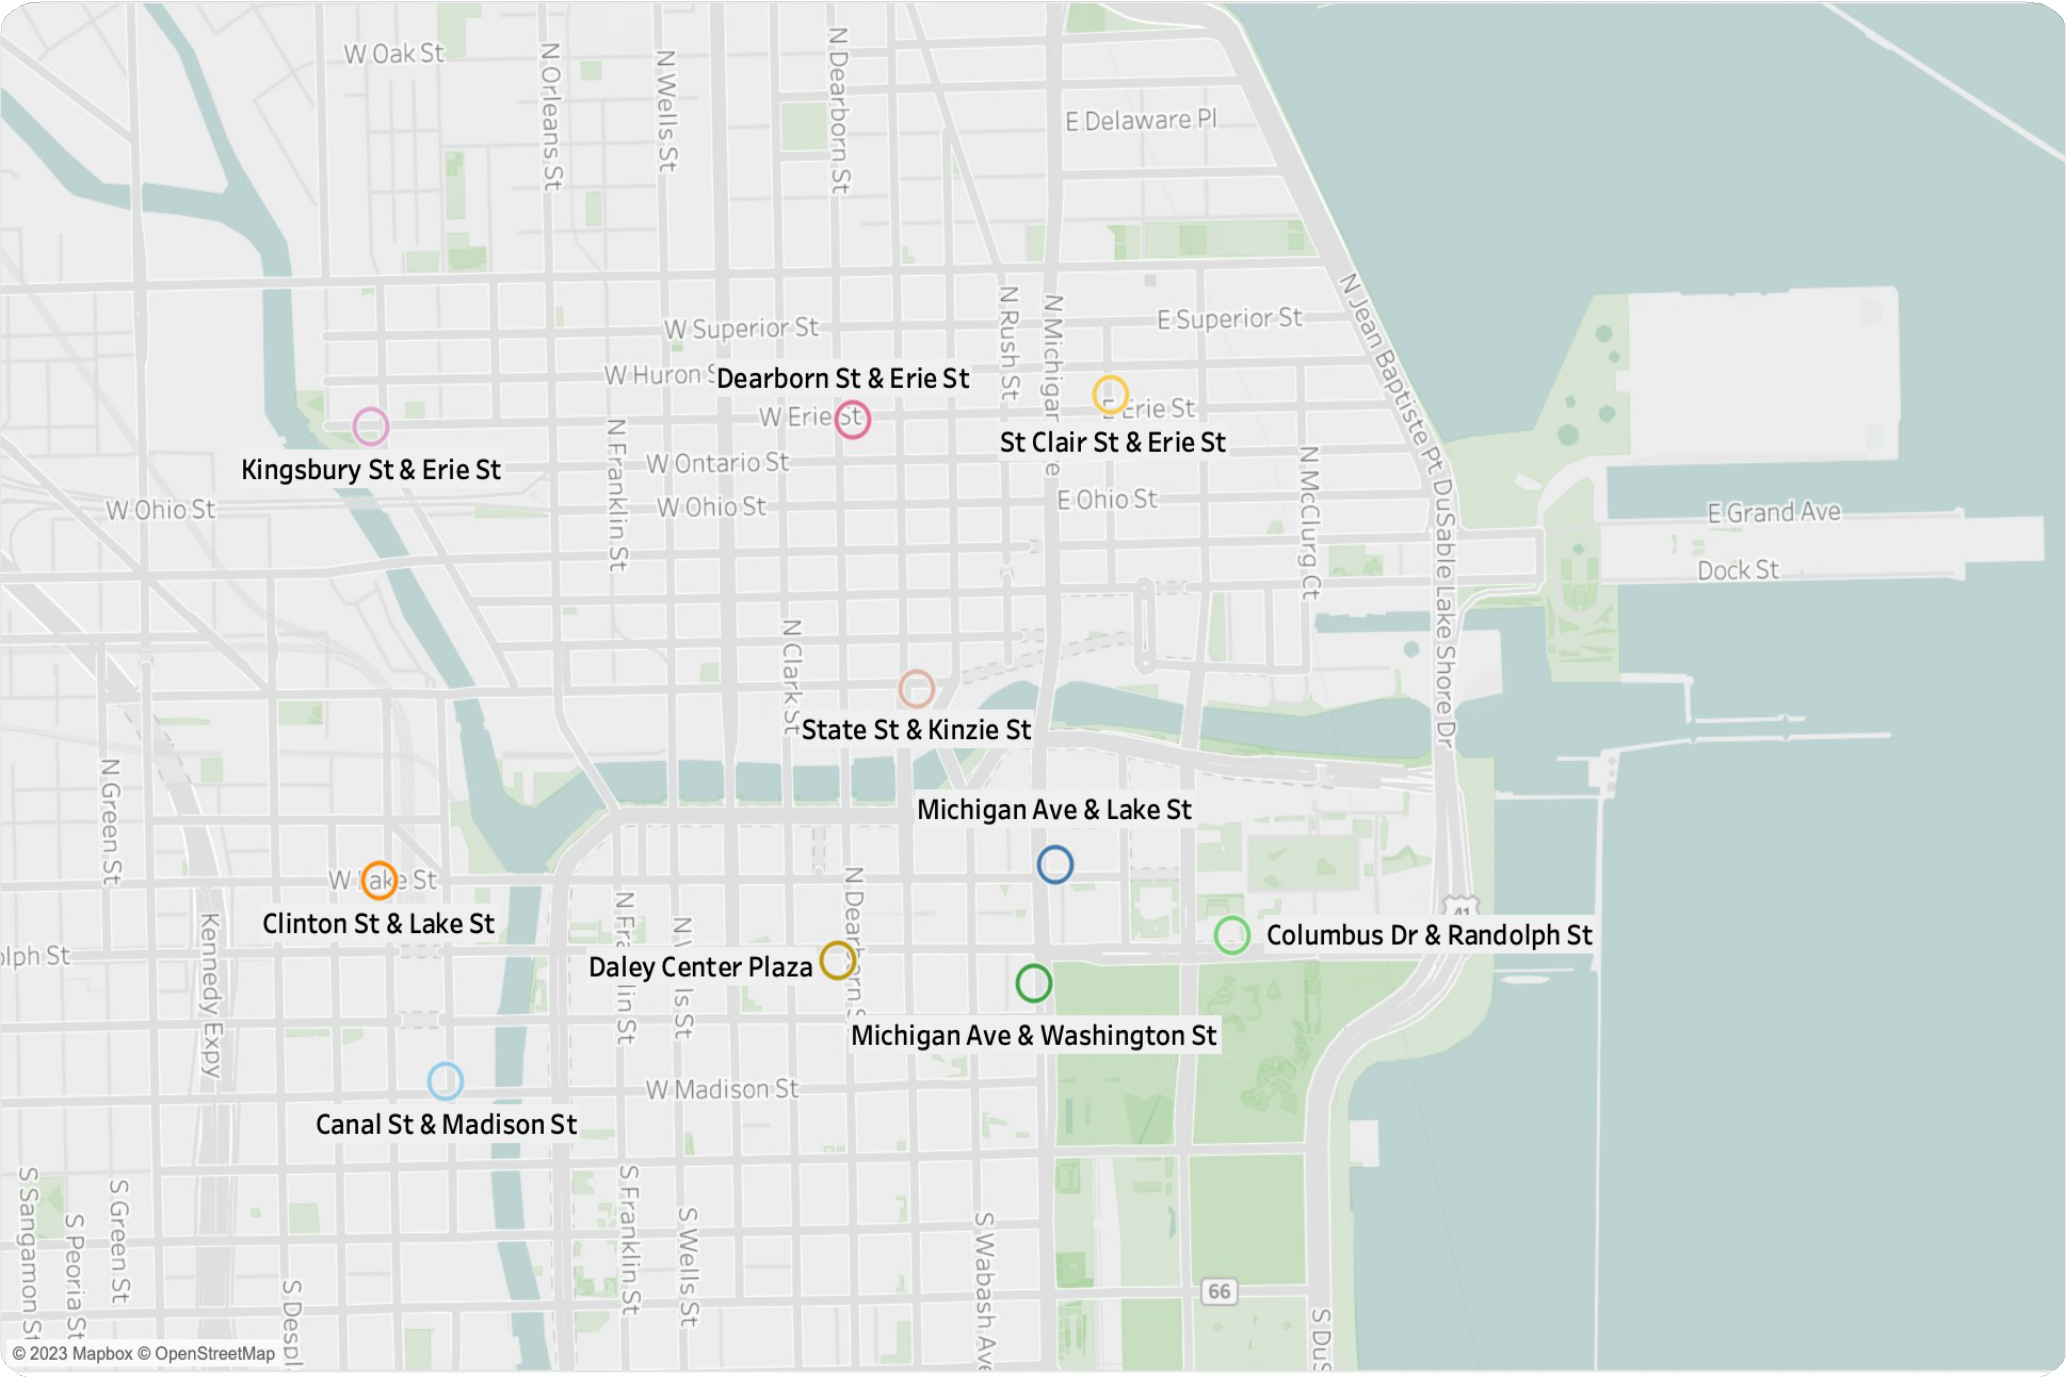 W Oak St
N Orleans St
N Wells St
N Dearborn St
E Delaware Pl
N Jean Baptiste Pt DuSable Lake Shore Dr
N Rush St
N Michigan
e
W Superior St
E Superior St
W Huron S
Dearborn St & Erie St
W Erie St
E Erie St
St Clair St & Erie St
Kingsbury St & Erie St
N Franklin St
W Ontario St
N McClurg Ct
W Ohio St
W Ohio St
E Ohio St
E Grand Ave
Dock St
N Clark St
State St & Kinzie St
N Green St
Michigan Ave & Lake St
W Lake St
Clinton St & Lake St
N Dearborn S
41
Columbus Dr & Randolph St
Kennedy Expy
olph St
Daley Center Plaza
Michigan Ave & Washington St
W Madison St
Canal St & Madison St
S Sangamon St
S Peoria St
S Green St
S Despl
S Franklin St
S Wells St
S Wabash Ave
66
S DuS
© 2023 Mapbox © OpenStreetMap